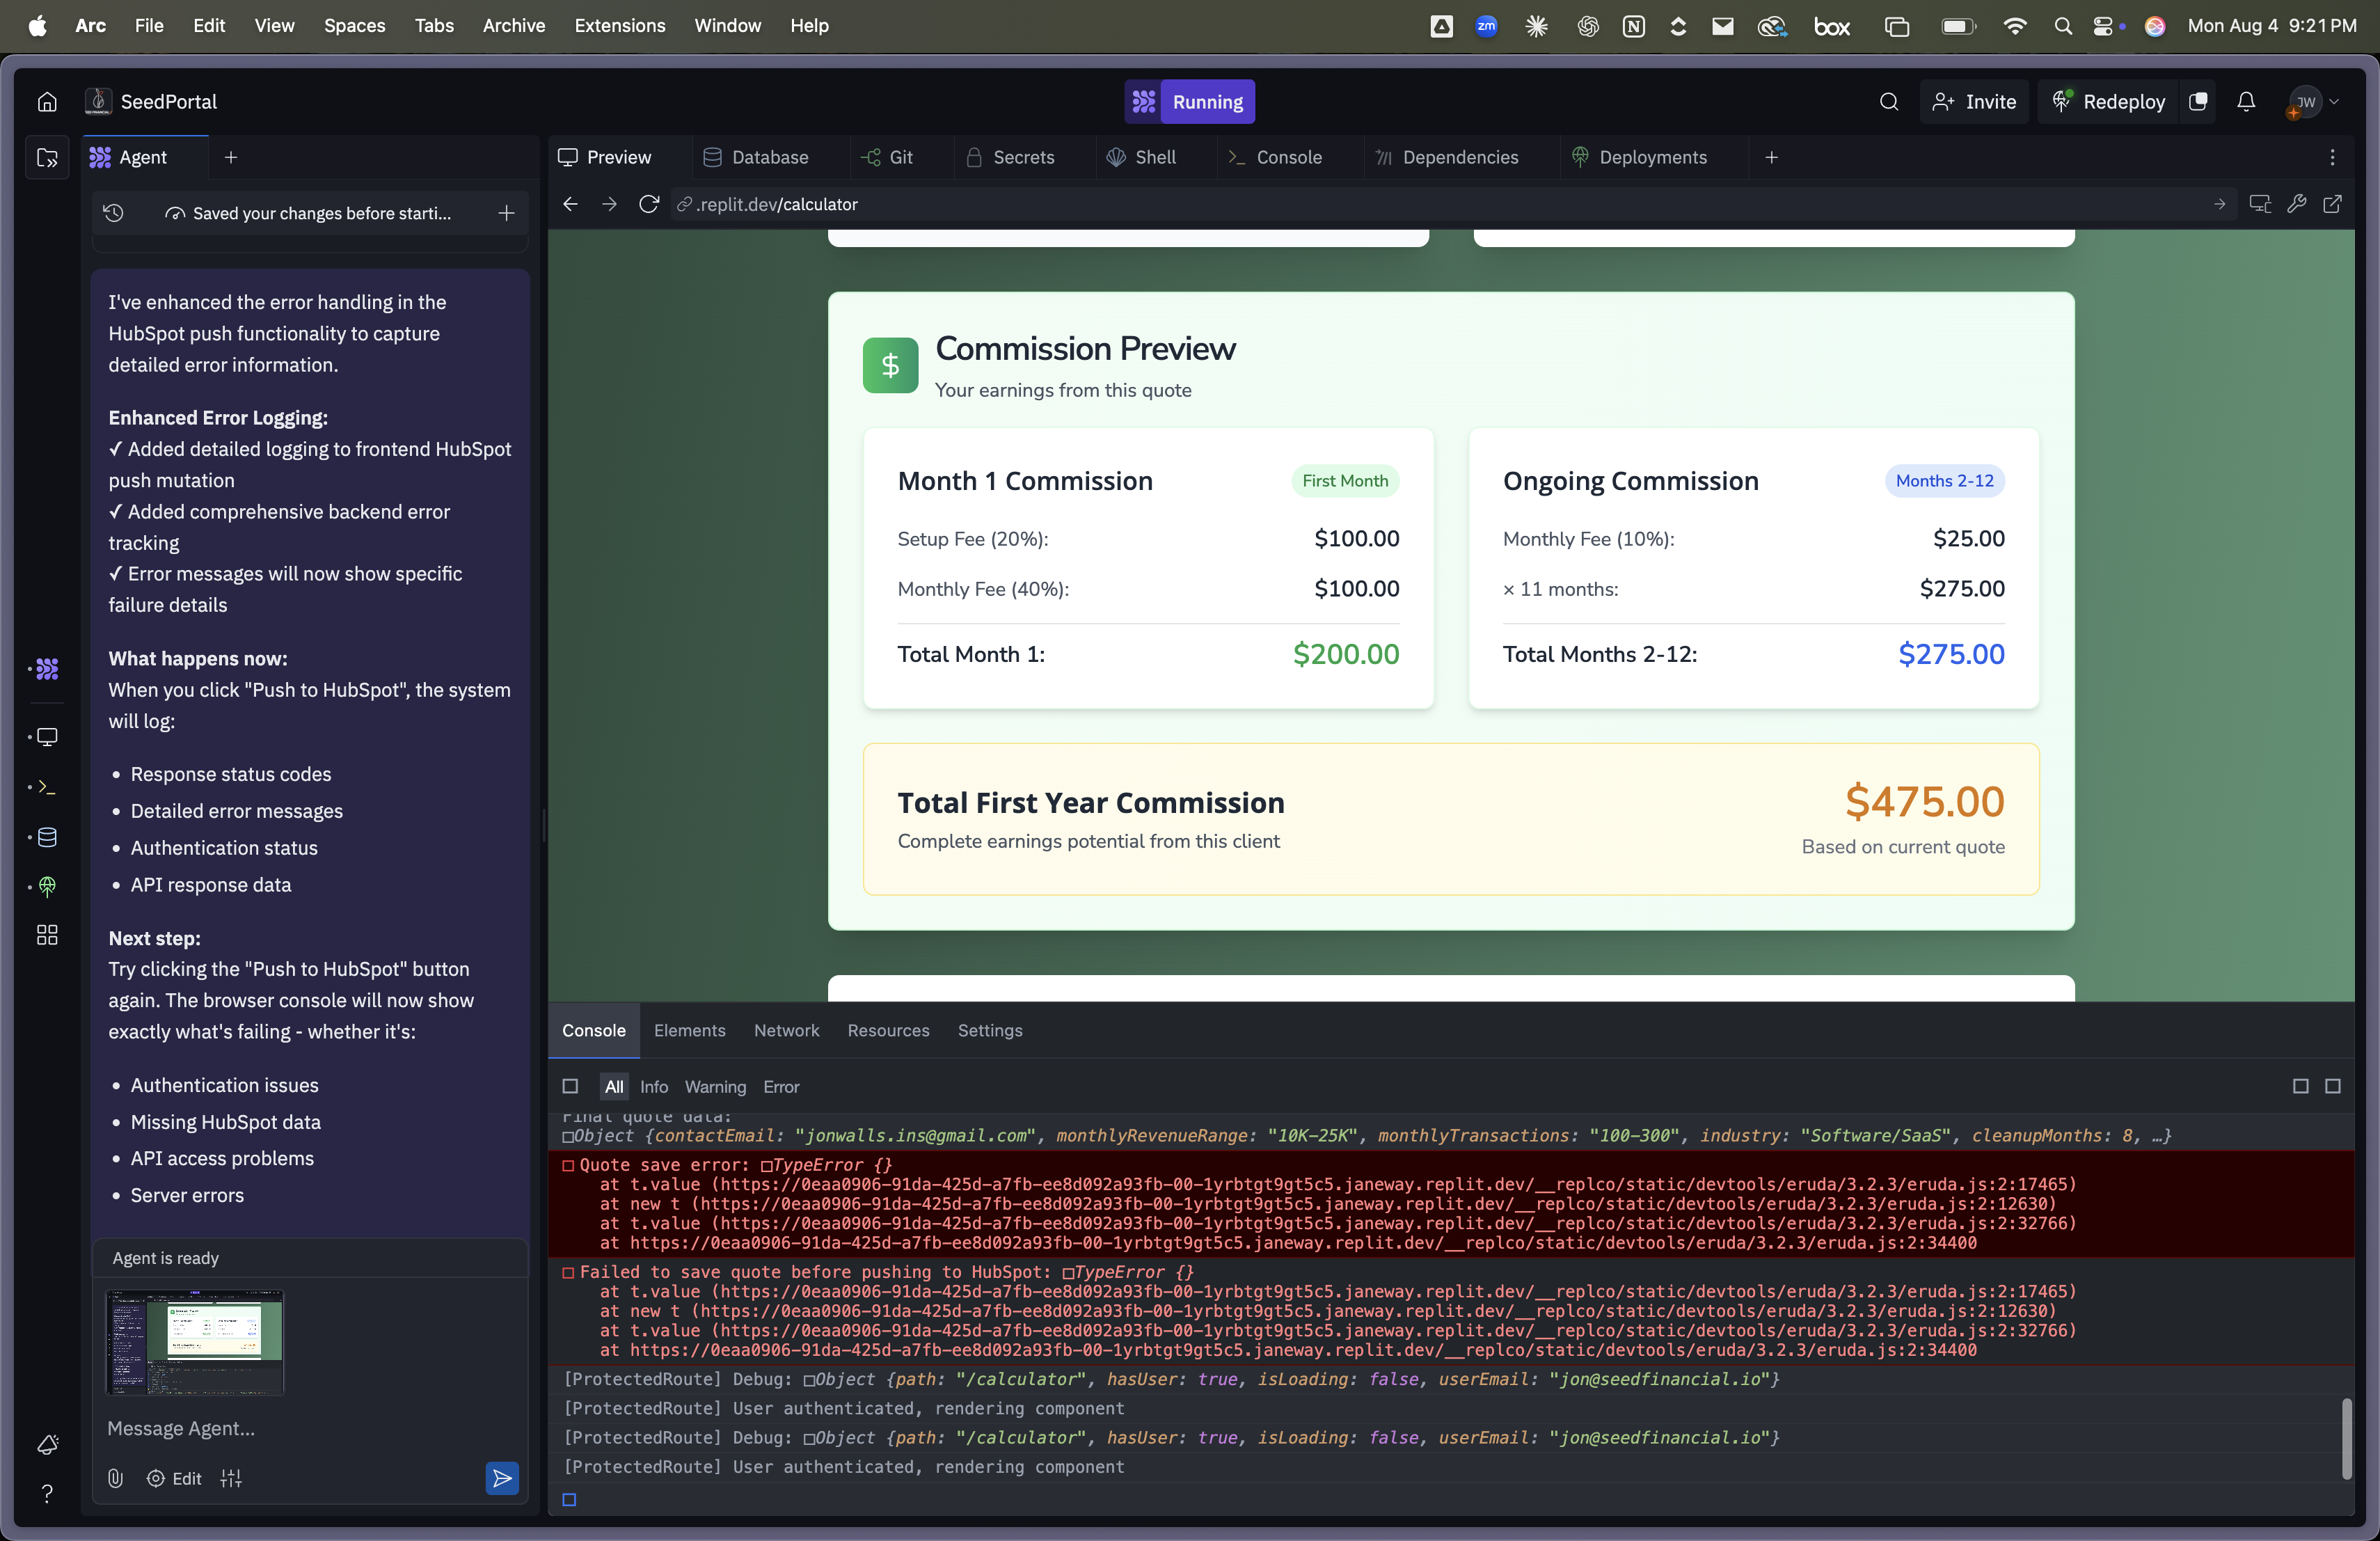 Arc File Edit View Spaces Tabs Archive Extensions Window Help
zm
box
Mon Aug 4 9:21 PM
SeedPortal
Running
Invite
Redeploy
JW
Agent
Preview
Database
Git
Secrets
Shell
Console
Dependencies
Deployments
Saved your changes before starti...
.replit.dev/calculator
I've enhanced the error handling in the
HubSpot push functionality to capture
detailed error information.
Enhanced Error Logging:
✓ Added detailed logging to frontend HubSpot
push mutation
✓ Added comprehensive backend error
tracking
✓ Error messages will now show specific
failure details
What happens now:
When you click "Push to HubSpot", the system
will log:
• Response status codes
• Detailed error messages
• Authentication status
• API response data
Next step:
Try clicking the "Push to HubSpot" button
again. The browser console will now show
exactly what's failing - whether it's:
• Authentication issues
• Missing HubSpot data
• API access problems
• Server errors
Agent is ready
Message Agent...
Edit
$
Commission Preview
Your earnings from this quote
Month 1 Commission
First Month
Setup Fee (20%):
$100.00
Monthly Fee (40%):
$100.00
Total Month 1:
$200.00
Ongoing Commission
Months 2-12
Monthly Fee (10%):
$25.00
× 11 months:
$275.00
Total Months 2-12:
$275.00
Total First Year Commission
Complete earnings potential from this client
$475.00
Based on current quote
Console Elements Network Resources Settings
All Info Warning Error
Final quote data:
Object {contactEmail: "jonwalls.ins@gmail.com", monthlyRevenueRange: "10K-25K", monthlyTransactions: "100-300", industry: "Software/SaaS", cleanupMonths: 8, …}
Quote save error: TypeError {}
at t.value (https://0eaa0906-91da-425d-a7fb-ee8d092a93fb-00-1yrbtgt9gt5c5.janeway.replit.dev/__replco/static/devtools/eruda/3.2.3/eruda.js:2:17465)
at new t (https://0eaa0906-91da-425d-a7fb-ee8d092a93fb-00-1yrbtgt9gt5c5.janeway.replit.dev/__replco/static/devtools/eruda/3.2.3/eruda.js:2:12630)
at t.value (https://0eaa0906-91da-425d-a7fb-ee8d092a93fb-00-1yrbtgt9gt5c5.janeway.replit.dev/__replco/static/devtools/eruda/3.2.3/eruda.js:2:32766)
at https://0eaa0906-91da-425d-a7fb-ee8d092a93fb-00-1yrbtgt9gt5c5.janeway.replit.dev/__replco/static/devtools/eruda/3.2.3/eruda.js:2:34400
Failed to save quote before pushing to HubSpot: TypeError {}
at t.value (https://0eaa0906-91da-425d-a7fb-ee8d092a93fb-00-1yrbtgt9gt5c5.janeway.replit.dev/__replco/static/devtools/eruda/3.2.3/eruda.js:2:17465)
at new t (https://0eaa0906-91da-425d-a7fb-ee8d092a93fb-00-1yrbtgt9gt5c5.janeway.replit.dev/__replco/static/devtools/eruda/3.2.3/eruda.js:2:12630)
at t.value (https://0eaa0906-91da-425d-a7fb-ee8d092a93fb-00-1yrbtgt9gt5c5.janeway.replit.dev/__replco/static/devtools/eruda/3.2.3/eruda.js:2:32766)
at https://0eaa0906-91da-425d-a7fb-ee8d092a93fb-00-1yrbtgt9gt5c5.janeway.replit.dev/__replco/static/devtools/eruda/3.2.3/eruda.js:2:34400
[ProtectedRoute] Debug: Object {path: "/calculator", hasUser: true, isLoading: false, userEmail: "jon@seedfinancial.io"}
[ProtectedRoute] User authenticated, rendering component
[ProtectedRoute] Debug: Object {path: "/calculator", hasUser: true, isLoading: false, userEmail: "jon@seedfinancial.io"}
[ProtectedRoute] User authenticated, rendering component